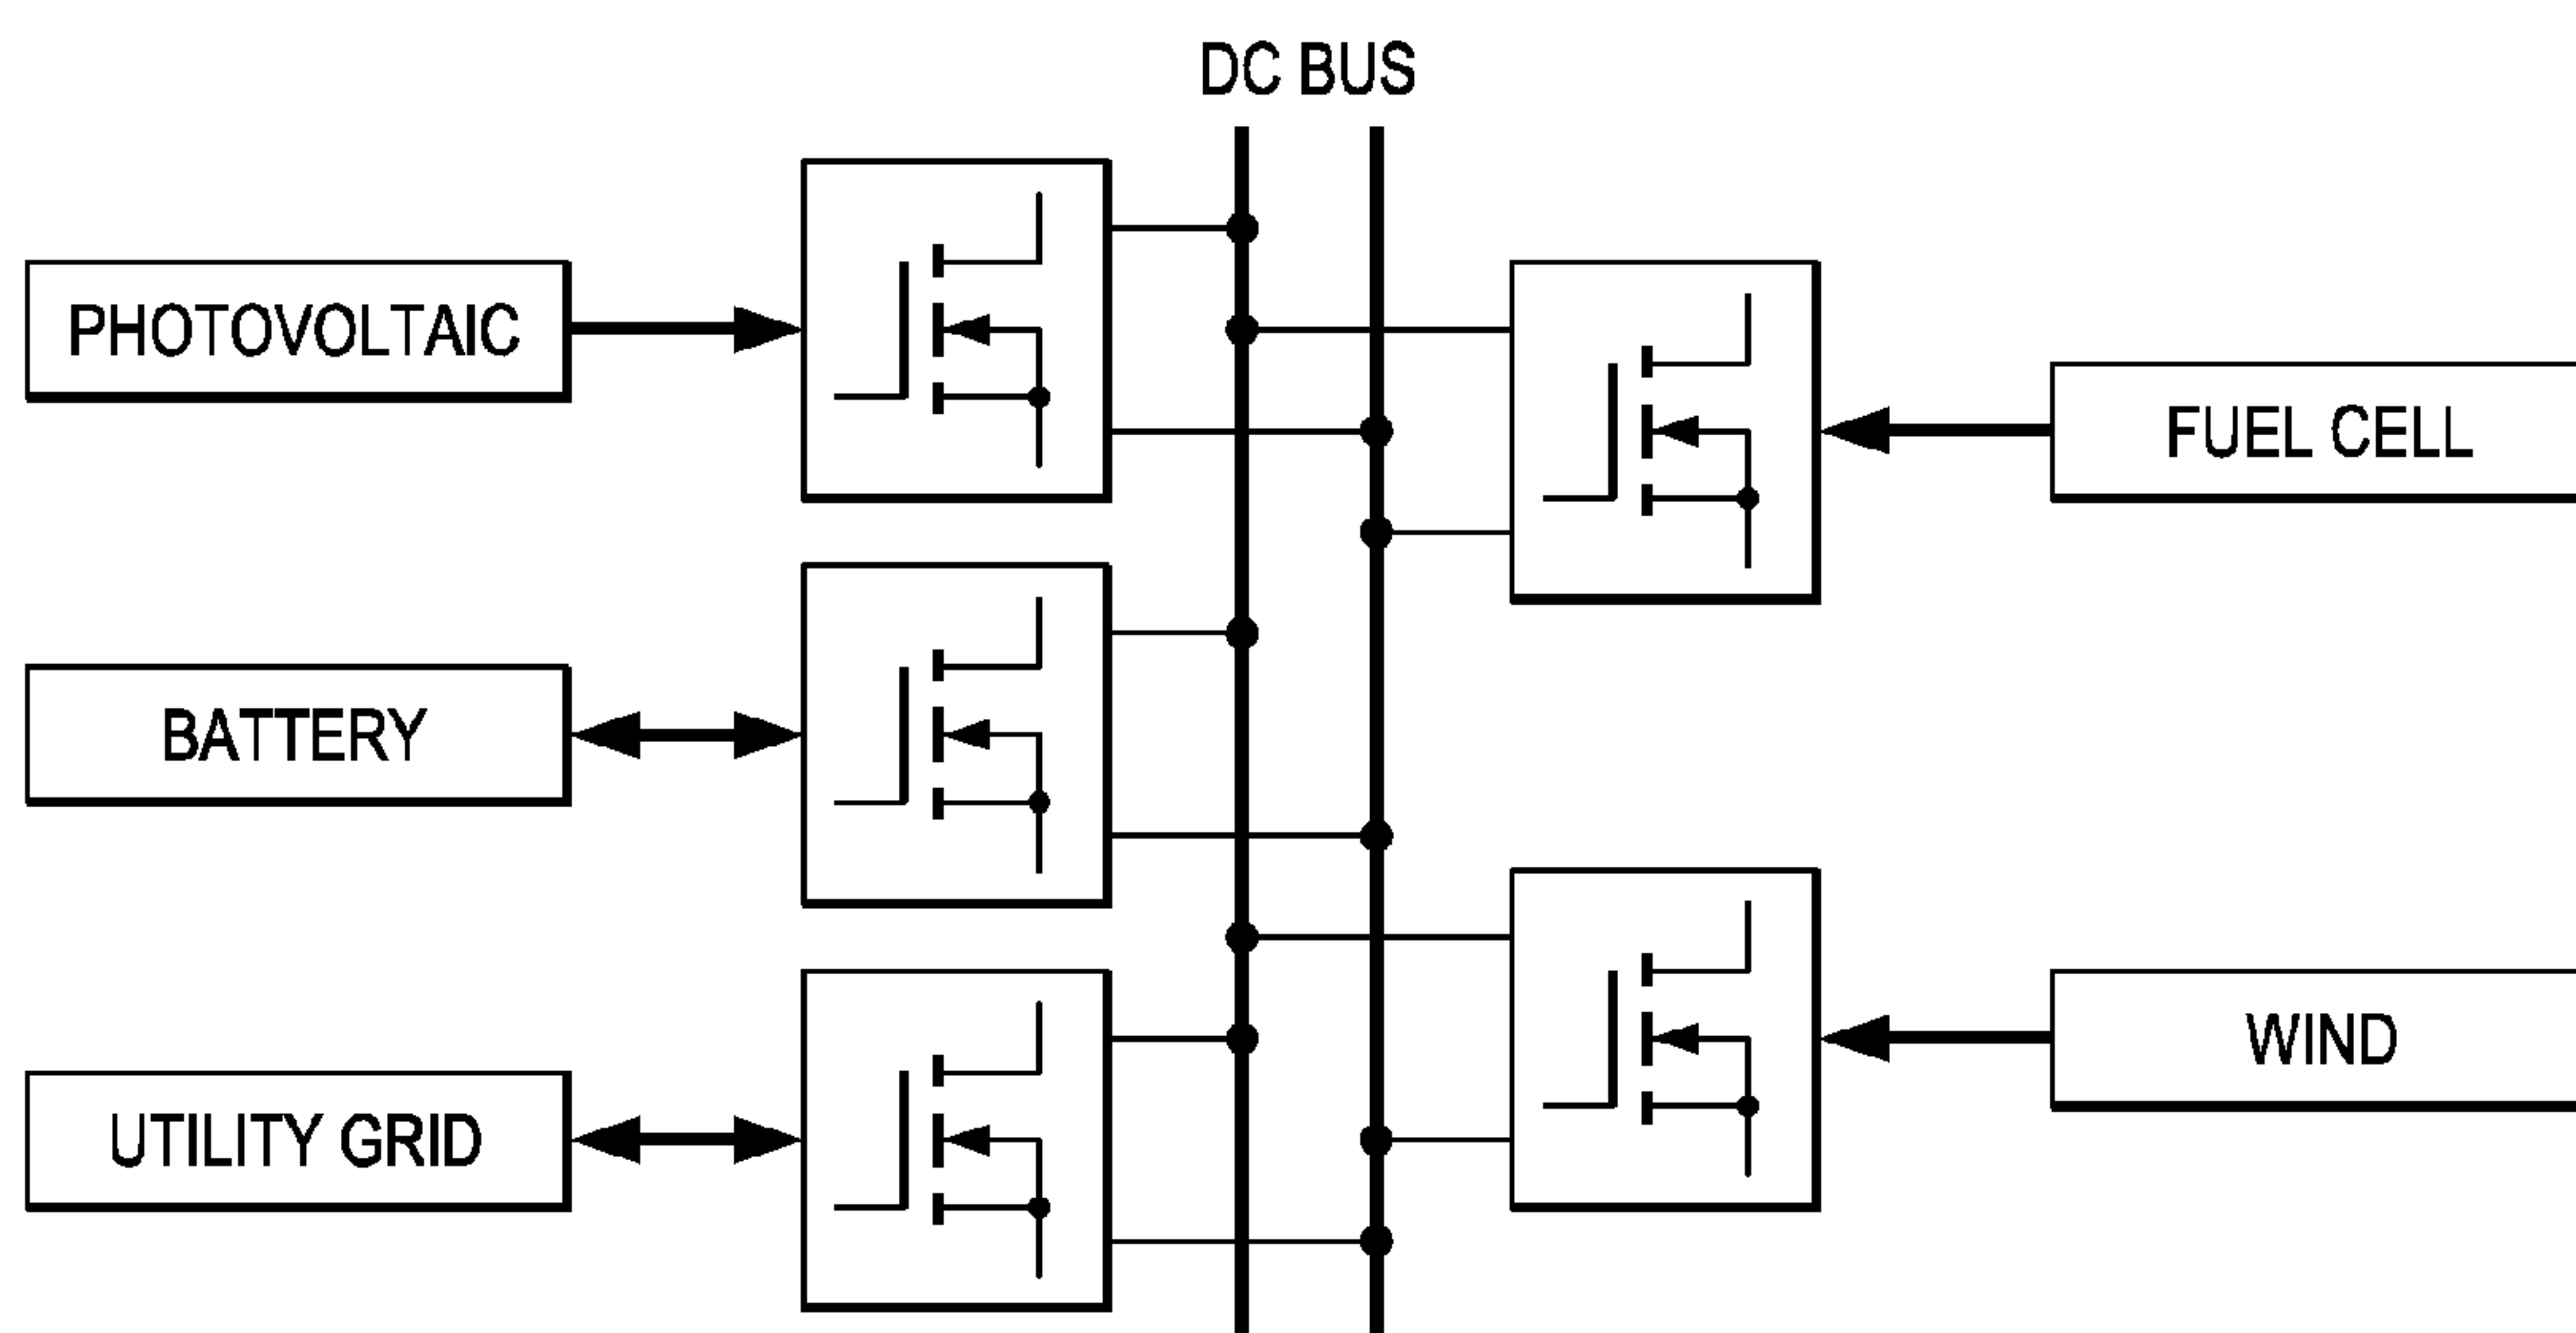 DC BUS
PHOTOVOLTAIC
FUEL CELL
BATTERY
UTILITY GRID
WIND